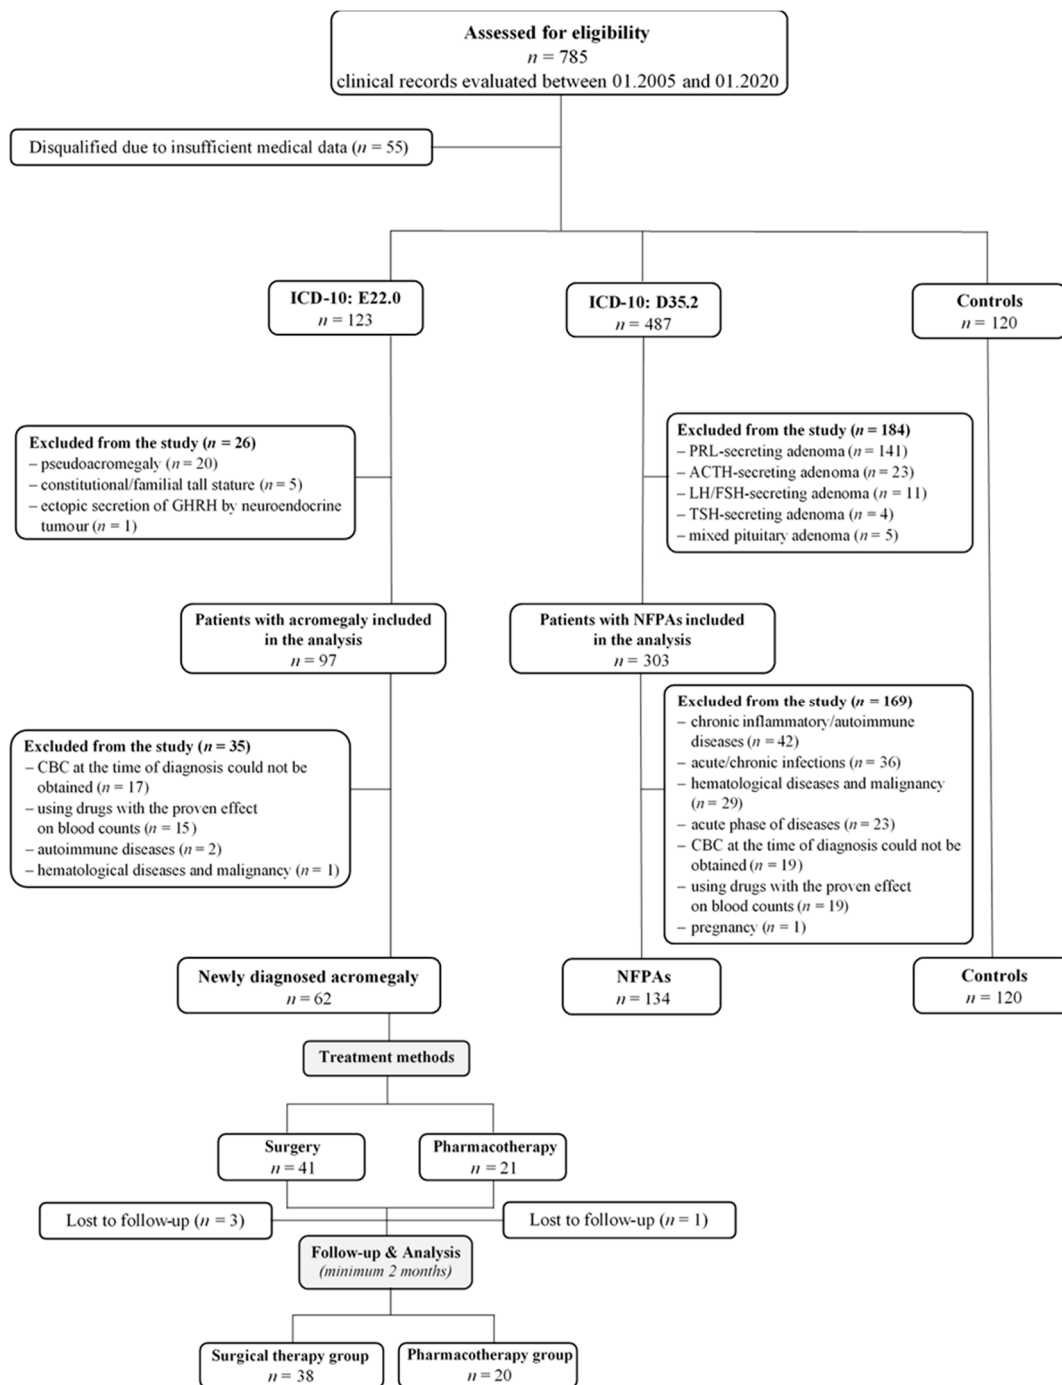 Assessed for eligibility
n = 785
clinical records evaluated between 01.2005 and 01.2020
Disqualified due to insufficient medical data (n = 55)
ICD-10: E22.0
n = 123
ICD-10: D35.2
n = 487
Controls
n = 120
Excluded from the study (n = 26)
– pseudoacromegaly (n = 20)
– constitutional/familial tall stature (n = 5)
– ectopic secretion of GHRH by neuroendocrine
tumour (n = 1)
Excluded from the study (n = 184)
– PRL-secreting adenoma (n = 141)
– ACTH-secreting adenoma (n = 23)
– LH/FSH-secreting adenoma (n = 11)
– TSH-secreting adenoma (n = 4)
– mixed pituitary adenoma (n = 5)
Patients with acromegaly included
in the analysis
n = 97
Patients with NFPAs included
in the analysis
n = 303
Excluded from the study (n = 35)
– CBC at the time of diagnosis could not be
obtained (n = 17)
– using drugs with the proven effect
on blood counts (n = 15)
– autoimmune diseases (n = 2)
– hematological diseases and malignancy (n = 1)
Excluded from the study (n = 169)
– chronic inflammatory/autoimmune
diseases (n = 42)
– acute/chronic infections (n = 36)
– hematological diseases and malignancy
(n = 29)
– acute phase of diseases (n = 23)
– CBC at the time of diagnosis could not be
obtained (n = 19)
– using drugs with the proven effect
on blood counts (n = 19)
– pregnancy (n = 1)
Newly diagnosed acromegaly
n = 62
NFPAs
n = 134
Controls
n = 120
Treatment methods
Surgery
n = 41
Pharmacotherapy
n = 21
Lost to follow-up (n = 3)
Lost to follow-up (n = 1)
Follow-up & Analysis
(minimum 2 months)
Surgical therapy group
n = 38
Pharmacotherapy group
n = 20